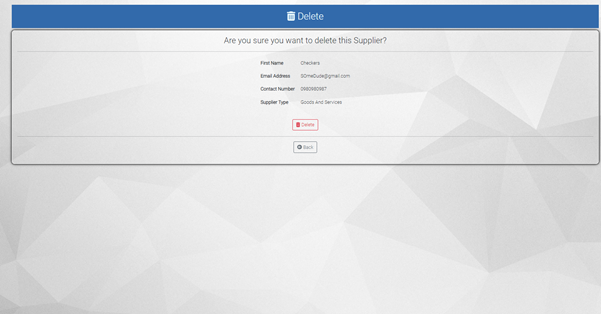 Delete
Are you sure you want to delete this Supplier?
First Name Checkers
Email Address SOmeDude@gmail.com
Contact Number 0980980987
Supplier Type Goods And Services
Delete
Back